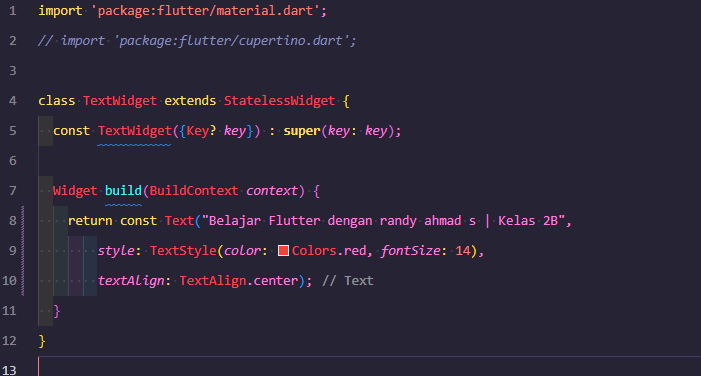 1 import 'package:flutter/material.dart';
2 // import 'package:flutter/cupertino.dart';
3
4 class TextWidget extends StatelessWidget {
5 const TextWidget({Key? key}) : super(key: key);
6
7 Widget build(BuildContext context) {
8 return const Text("Belajar Flutter dengan randy ahmad s | Kelas 2B",
9 style: TextStyle(color: Colors.red, fontSize: 14),
10 textAlign: TextAlign.center); // Text
11 }
12 }
13